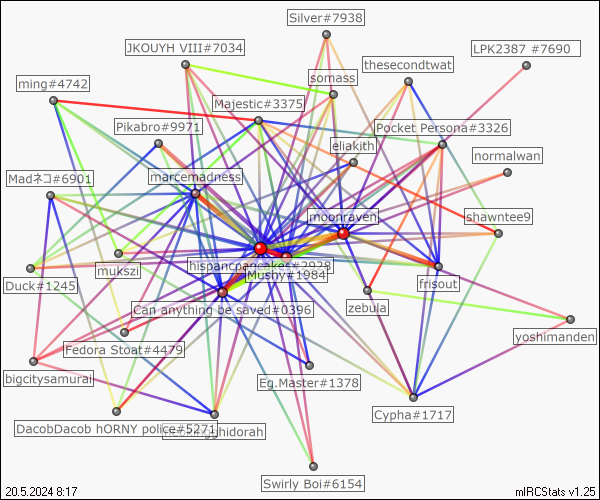 Silver#7938
JKOUYH VIII#7034
LPK2387 #7690
thesecondtwat
somass
ming#4742
Majestic#3375
Pikabro#9971
Pocket Persona#3326
eliakith
normalwan
marcemadness
Madネコ#6901
moonraven
shawntee9
hispancpancakes#2928
mukszi
Mushy#1984
Duck#1245
frisout
Can anything be saved#0396
zebula
yoshimanden
Fedora Stoat#4479
bigcitysamurai
Eg.Master#1378
Cypha#1717
DacobDacob hORNY police#5271
ghidorah
Swirly Boi#6154
20.5.2024 8:17
mIRCStats v1.25